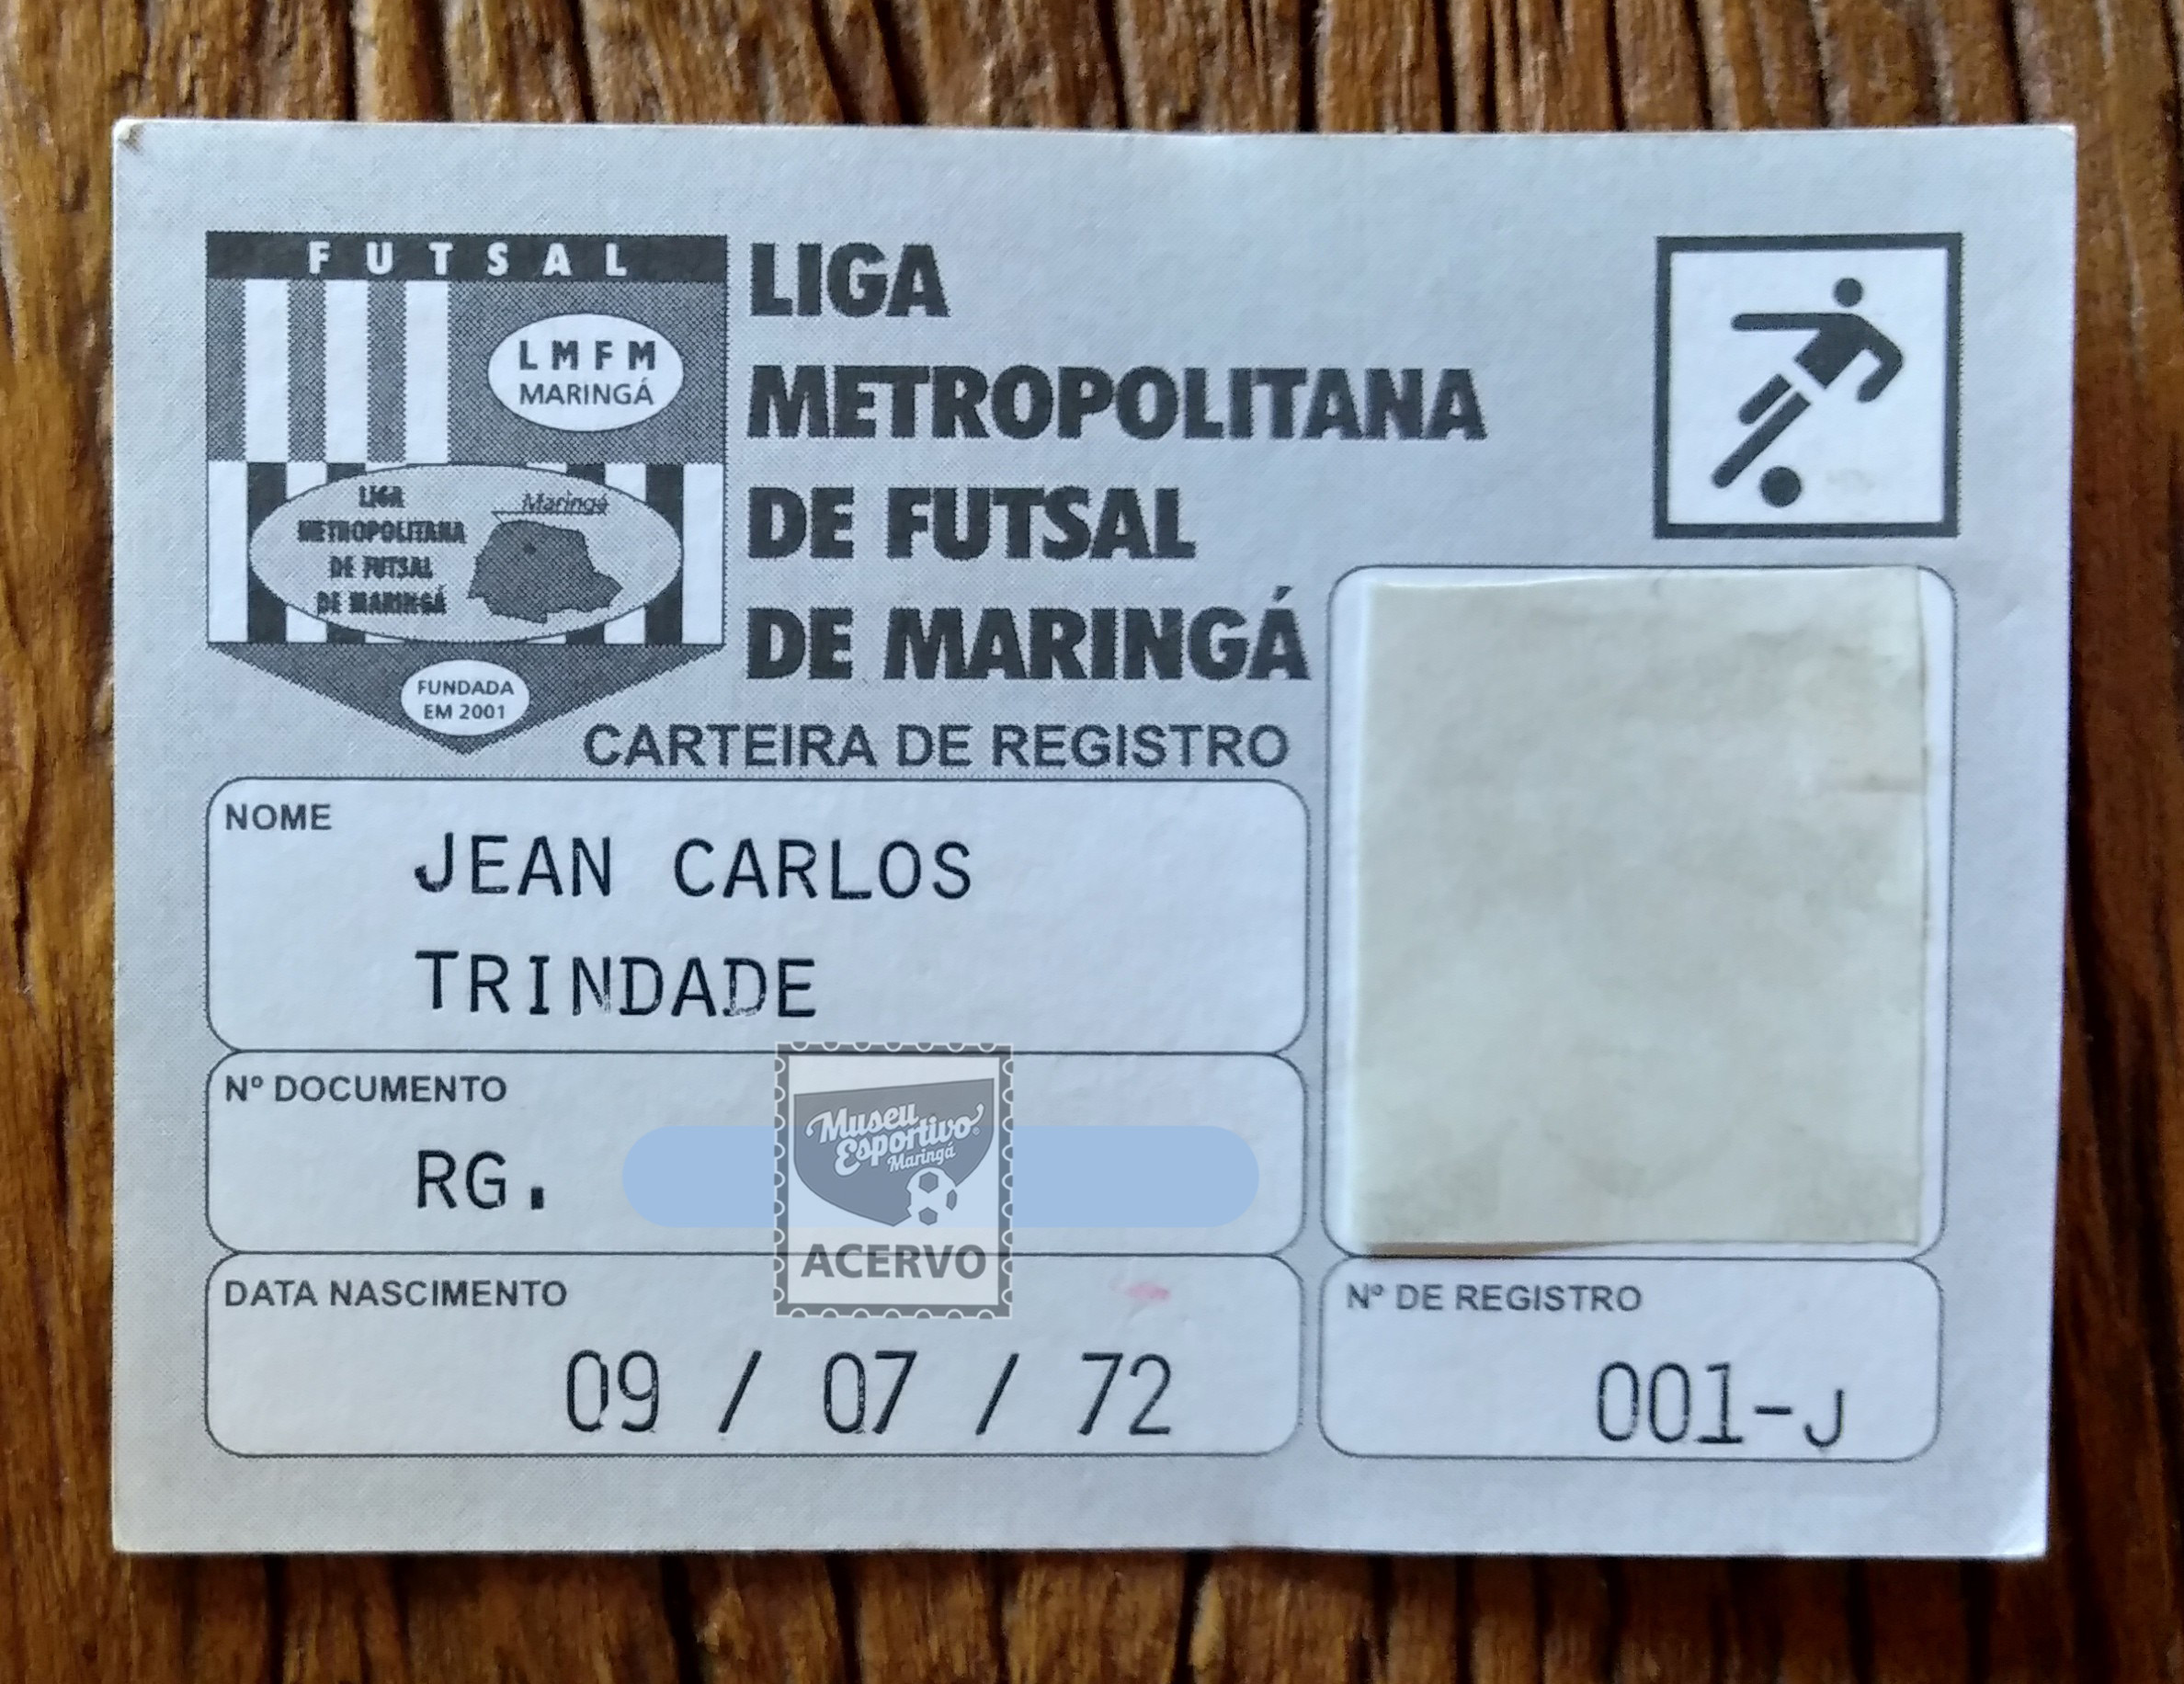 FUTSAL
LMFM
MARINGÁ
LIGA
METROPOLITANA
DE FUTSAL
DE MARINGÁ
Maringá
FUNDADA
EM 2001
LIGA
METROPOLITANA
DE FUTSAL
DE MARINGÁ
CARTEIRA DE REGISTRO
NOME
JEAN CARLOS
TRINDADE
Nº DOCUMENTO
RG.
Museu
Esportivo
Maringá
ACERVO
DATA NASCIMENTO
09 / 07 / 72
Nº DE REGISTRO
001-J